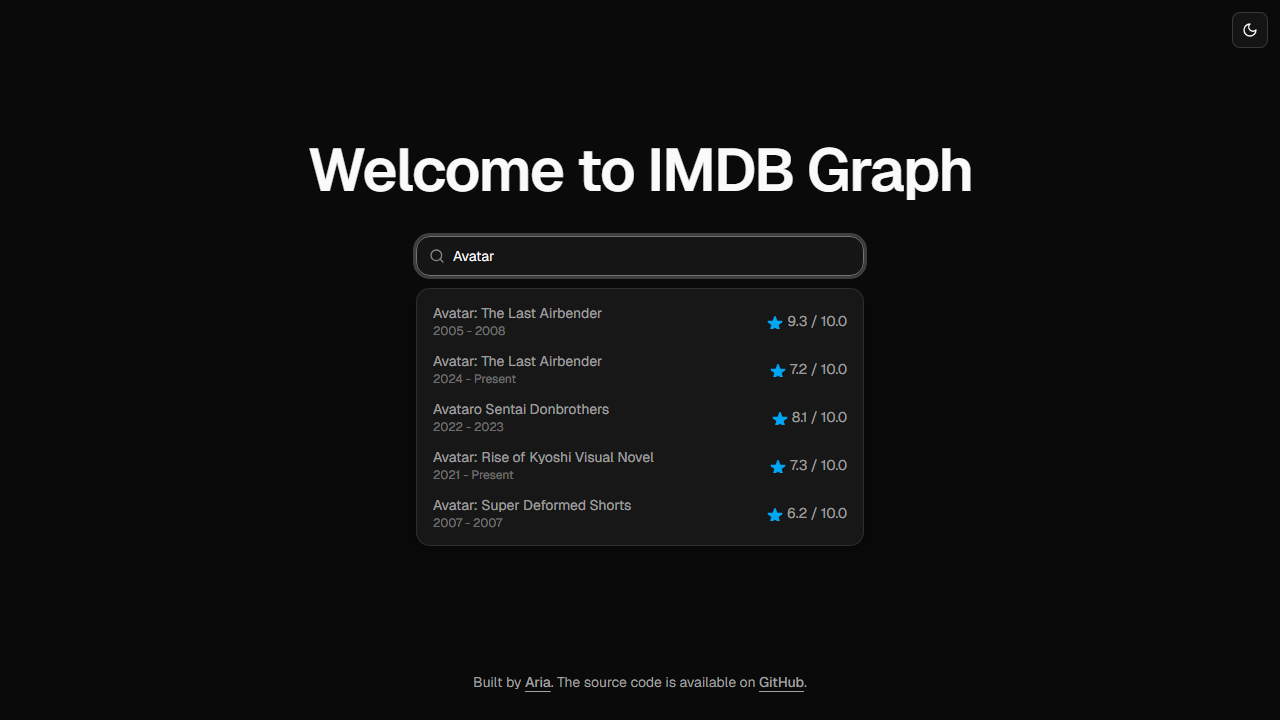 Welcome to IMDB Graph
Avatar
Avatar: The Last Airbender
2005 - 2008
9.3 / 10.0
Avatar: The Last Airbender
2024 - Present
7.2 / 10.0
Avataro Sentai Donbrothers
2022 - 2023
8.1 / 10.0
Avatar: Rise of Kyoshi Visual Novel
2021 - Present
7.3 / 10.0
Avatar: Super Deformed Shorts
2007 - 2007
6.2 / 10.0
Built by Aria. The source code is available on GitHub.